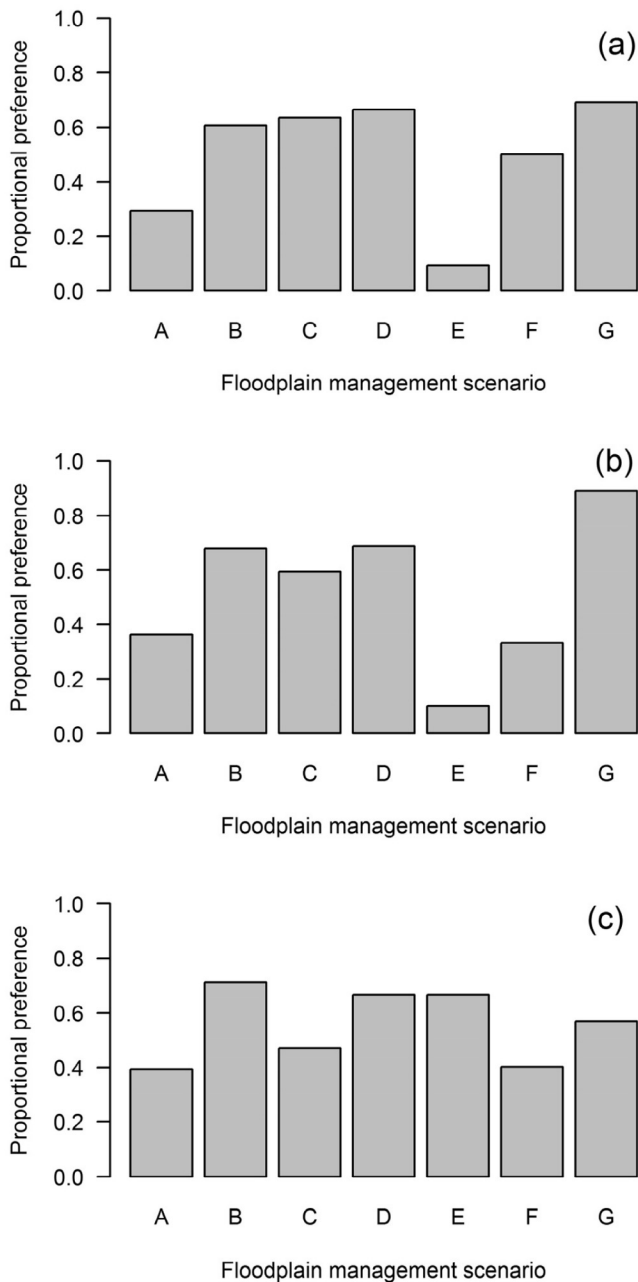 (a)
Proportional preference
1.0
0.8
0.6
0.4
0.2
0.0
A B C D E F G
Floodplain management scenario
(b)
Proportional preference
1.0
0.8
0.6
0.4
0.2
0.0
A B C D E F G
Floodplain management scenario
(c)
Proportional preference
1.0
0.8
0.6
0.4
0.2
0.0
A B C D E F G
Floodplain management scenario